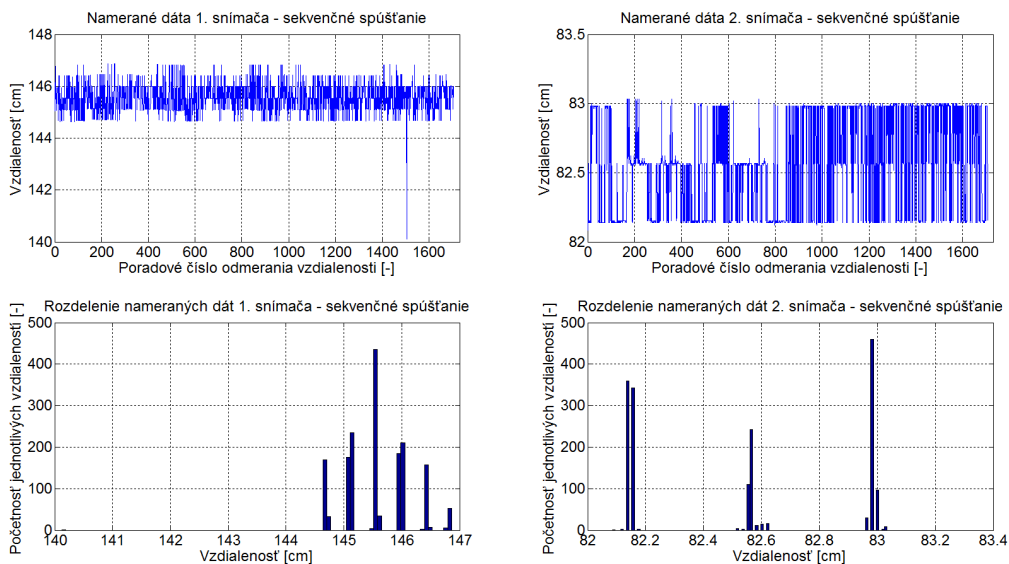 Namerané dáta 1. snímača - sekvenčné spúšťanie
Vzdialenosť [cm]
148
146
144
142
140
0 200 400 600 800 1000 1200 1400 1600
Poradové číslo odmerania vzdialenosti [-]
Namerané dáta 2. snímača - sekvenčné spúšťanie
Vzdialenosť [cm]
83.5
83
82.5
82
0 200 400 600 800 1000 1200 1400 1600
Poradové číslo odmerania vzdialenosti [-]
Rozdelenie nameraných dát 1. snímača - sekvenčné spúšťanie
Početnosť jednotlivých vzdialeností [-]
500
400
300
200
100
0
140 141 142 143 144 145 146 147
Vzdialenosť [cm]
Rozdelenie nameraných dát 2. snímača - sekvenčné spúšťanie
Početnosť jednotlivých vzdialeností [-]
500
400
300
200
100
0
82 82.2 82.4 82.6 82.8 83 83.2 83.4
Vzdialenosť [cm]